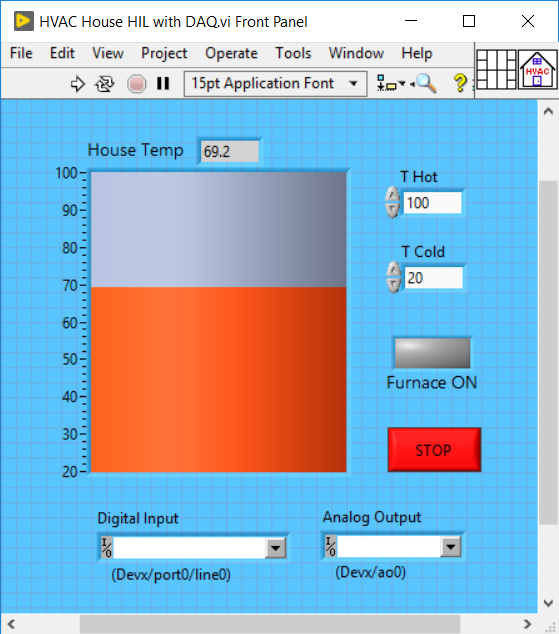 HVAC House HIL with DAQ.vi Front Panel
File Edit View Project Operate Tools Window Help
15pt Application Font
HVAC
House Temp 69.2
100
90
80
70
60
50
40
30
20
T Hot
100
T Cold
20
Furnace ON
STOP
Digital Input
I/O
(Devx/port0/line0)
Analog Output
I/O
(Devx/ao0)